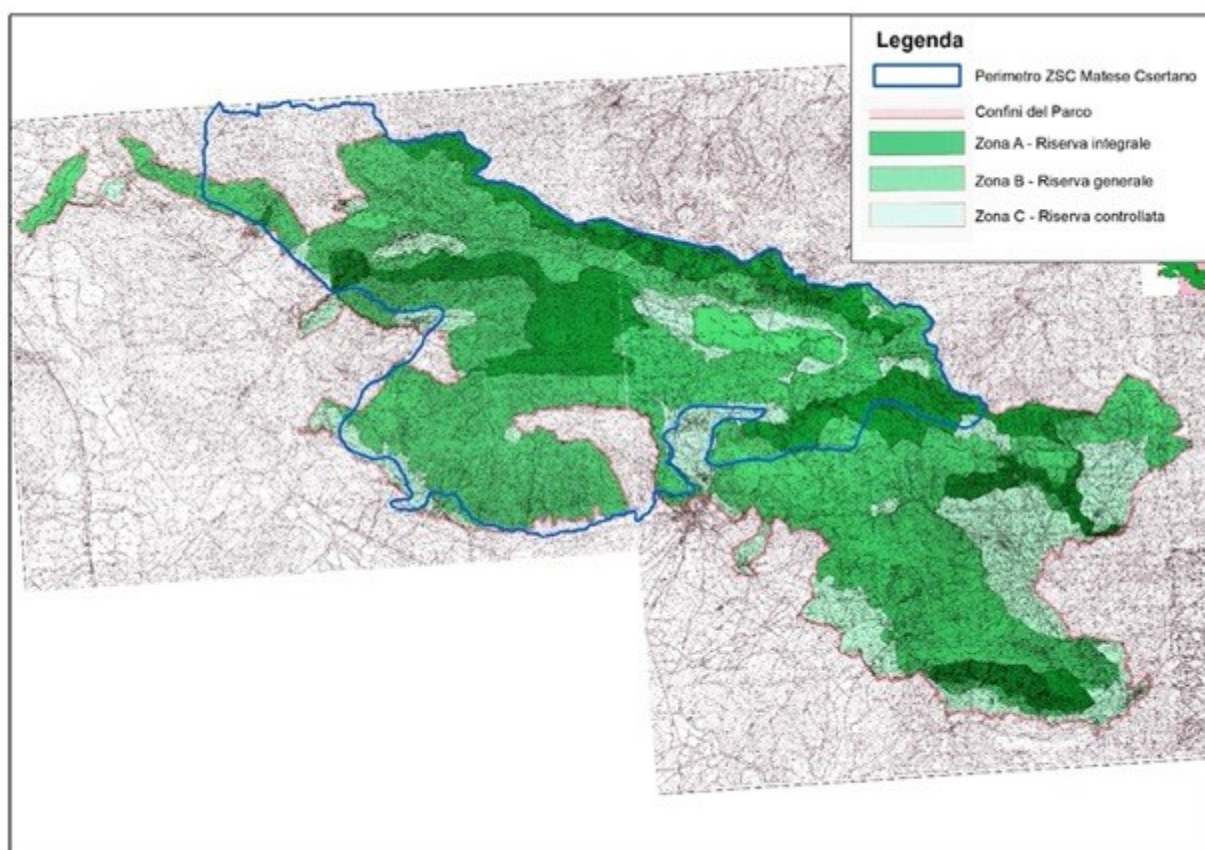 Legenda
Perimetro ZSC Matese Csertano
Confini del Parco
Zona A - Riserva integrale
Zona B - Riserva generale
Zona C - Riserva controllata